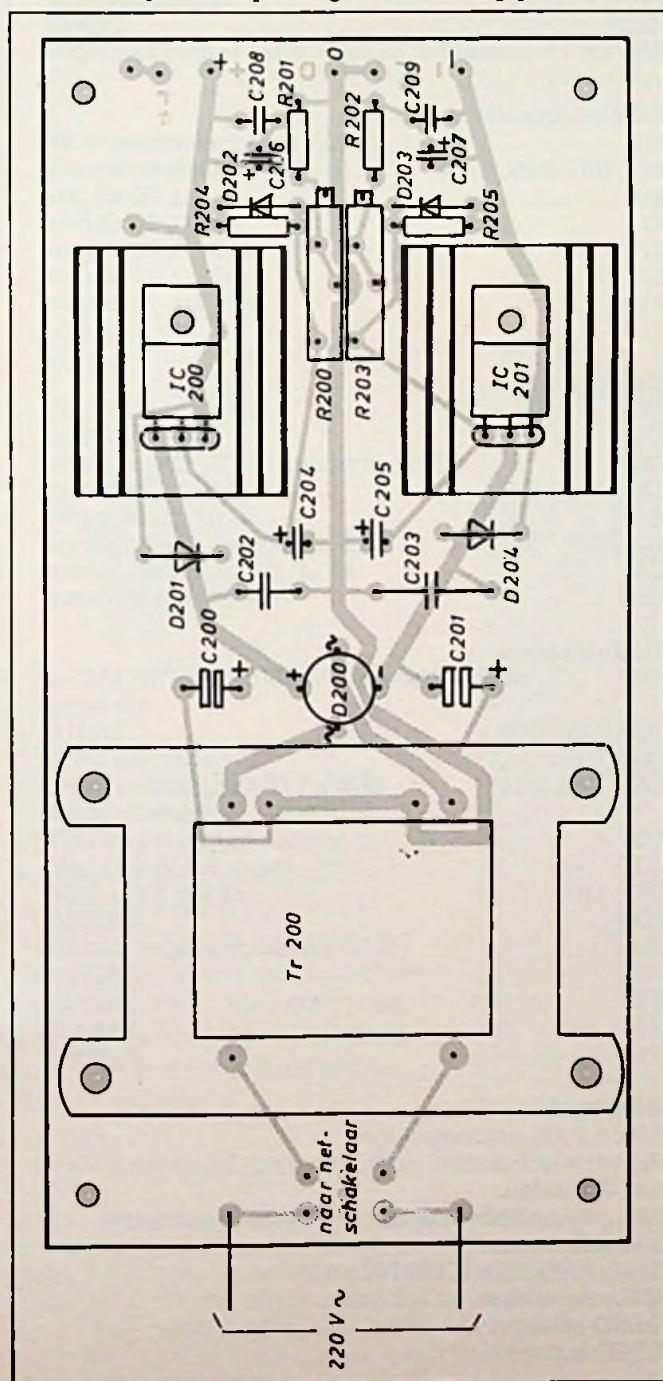 +
0
-
C208
R201
R202
C209
D202
+
C206
D203
+
C207
R204
R205
IC
200
R200
R203
IC
201
C204
+
C205
+
D201
C202
C203
D204
C200
+
+
D200
-
~
~
C201
+
Tr 200
naar net-
schakelaar
220 V ~